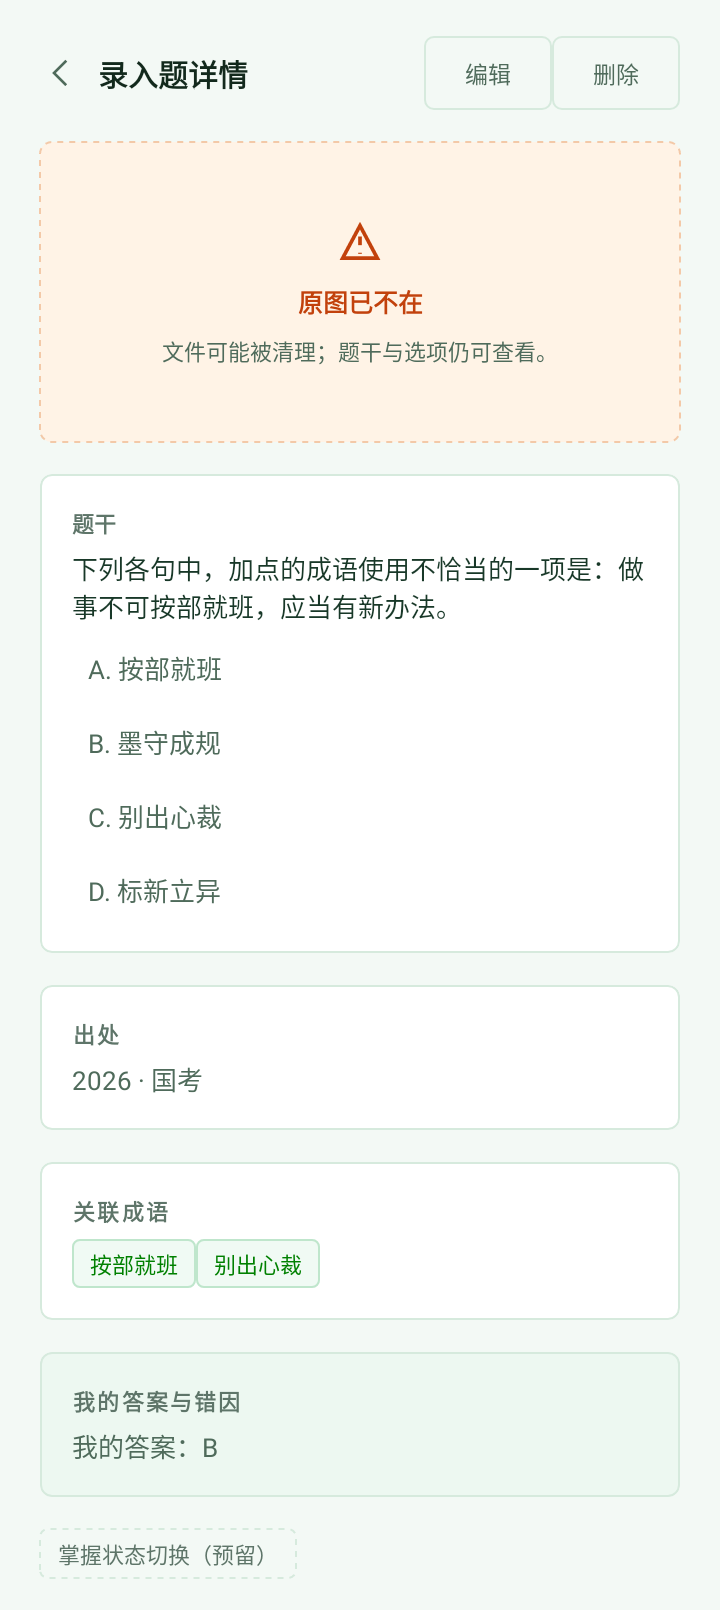 录入题详情
编辑
删除
原图已不在
文件可能被清理；题干与选项仍可查看。
题干
下列各句中，加点的成语使用不恰当的一项是：做
事不可按部就班，应当有新办法。
A. 按部就班
B. 墨守成规
C. 别出心裁
D. 标新立异
出处
2026 · 国考
关联成语
按部就班
别出心裁
我的答案与错因
我的答案：B
掌握状态切换（预留）